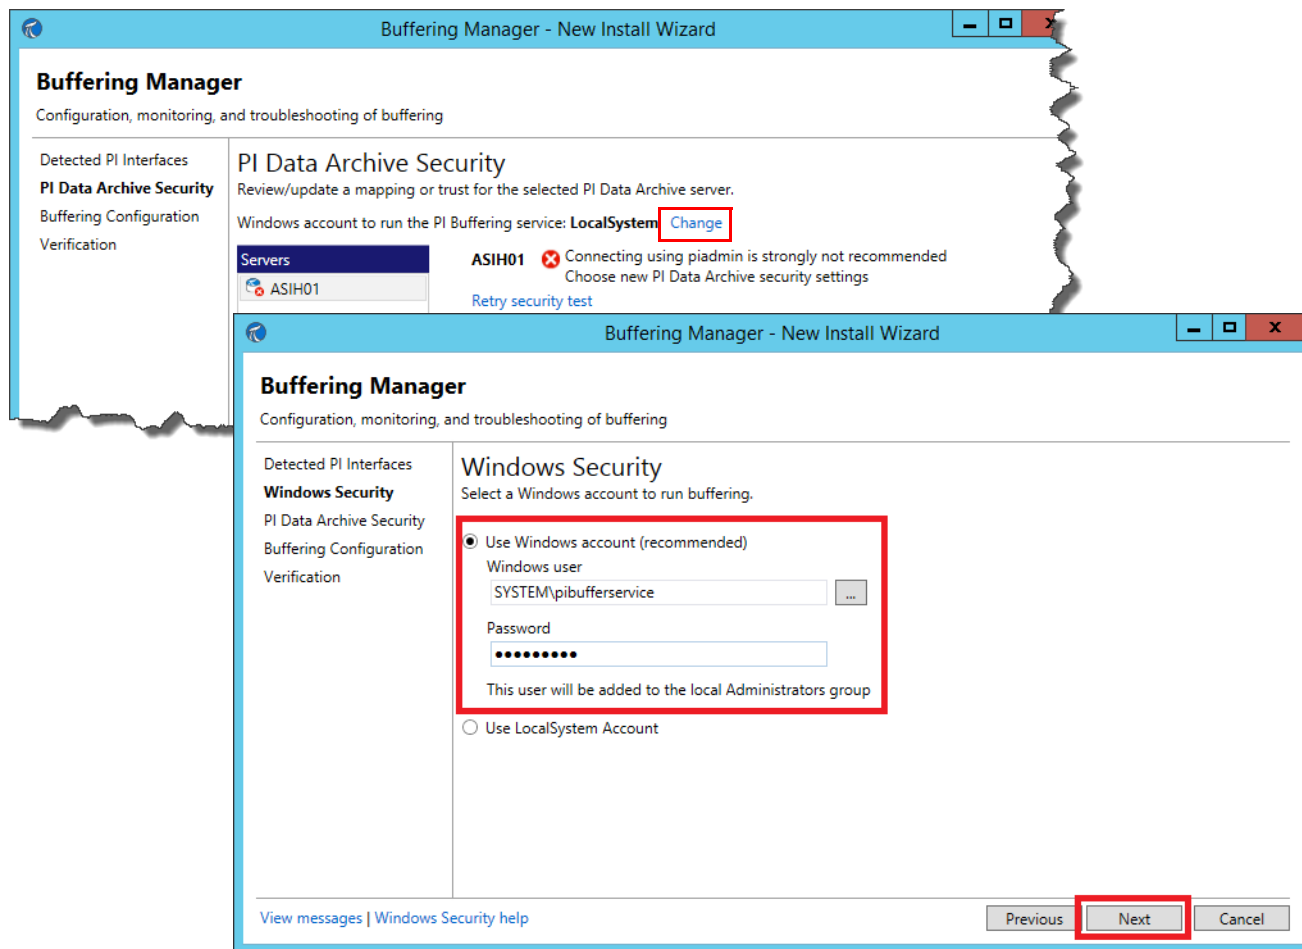 Buffering Manager - New Install Wizard
Buffering Manager
Configuration, monitoring, and troubleshooting of buffering
Detected PI Interfaces
PI Data Archive Security
Buffering Configuration
Verification
PI Data Archive Security
Review/update a mapping or trust for the selected PI Data Archive server.
Windows account to run the PI Buffering service: LocalSystem Change
Servers
ASIH01
ASIH01 Connecting using piadmin is strongly not recommended
Choose new PI Data Archive security settings
Retry security test
Buffering Manager - New Install Wizard
Buffering Manager
Configuration, monitoring, and troubleshooting of buffering
Detected PI Interfaces
Windows Security
PI Data Archive Security
Buffering Configuration
Verification
Windows Security
Select a Windows account to run buffering.
Use Windows account (recommended)
Windows user
SYSTEM\pibufferservice ...
Password
●●●●●●●●●
This user will be added to the local Administrators group
Use LocalSystem Account
View messages | Windows Security help
Previous Next Cancel